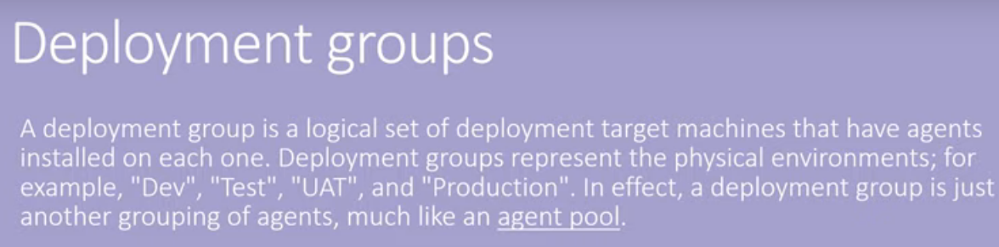 Deployment groups
A deployment group is a logical set of deployment target machines that have agents
installed on each one. Deployment groups represent the physical environments; for
example, "Dev", "Test", "UAT", and "Production". In effect, a deployment group is just
another grouping of agents, much like an agent pool.